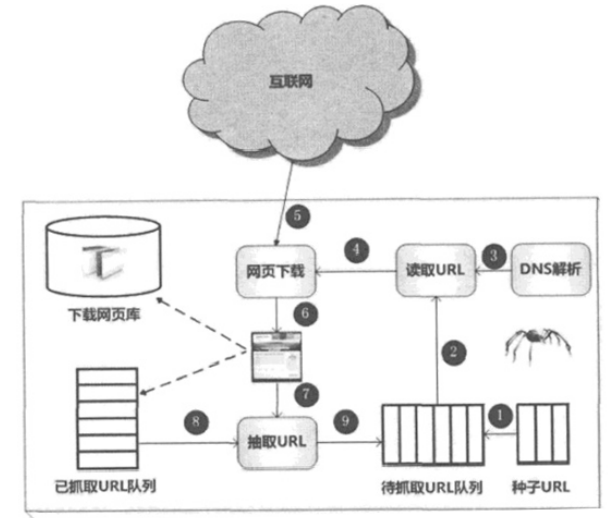 互联网
5
网页下载
4
读取URL
3
DNS解析
下载网页库
6
2
7
1
8
抽取URL
9
已抓取URL队列
待抓取URL队列
种子URL